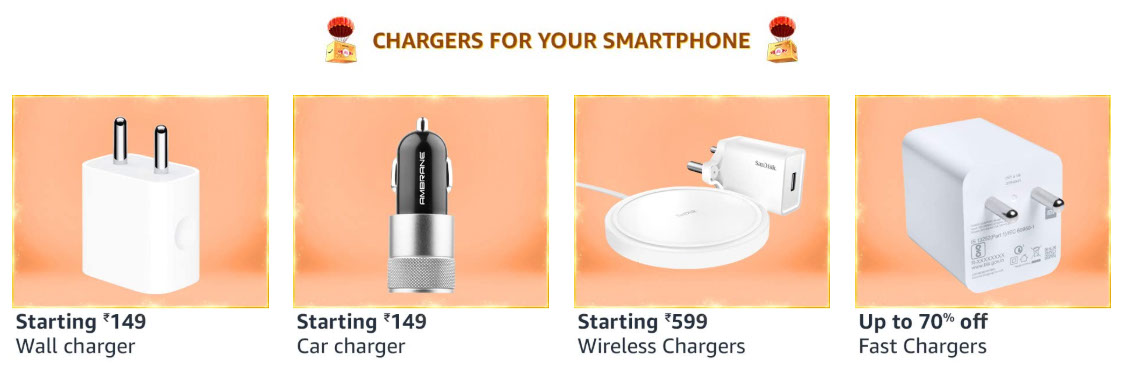 CHARGERS FOR YOUR SMARTPHONE
AMBRANE
SanDisk
SanDisk
Starting ₹149
Wall charger
Starting ₹149
Car charger
Starting ₹599
Wireless Chargers
Up to 70% off
Fast Chargers